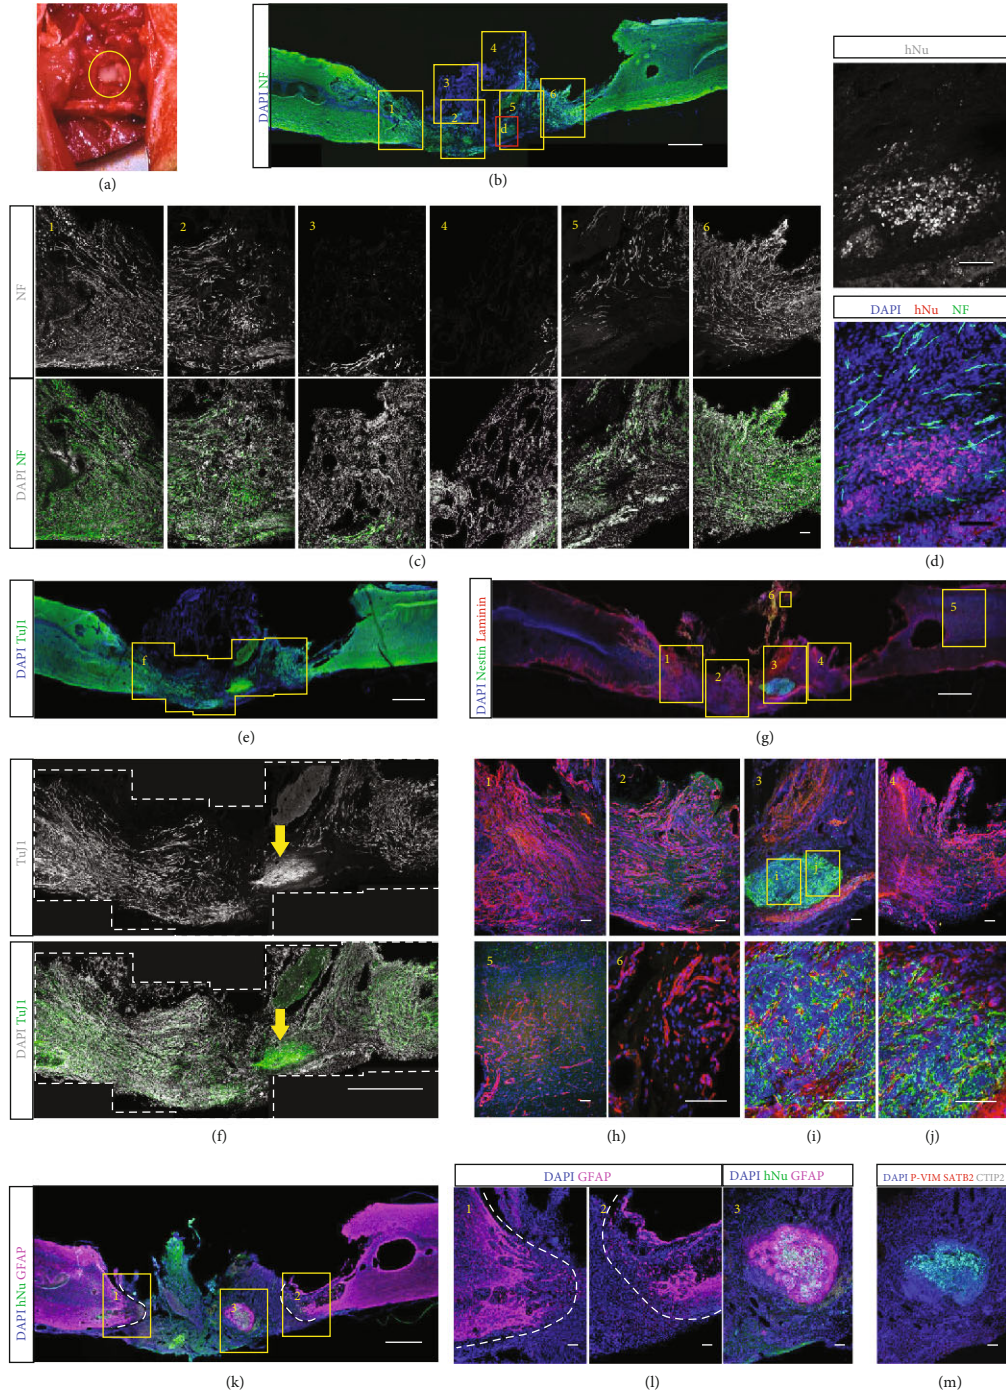 (a)
DAPI NF
1
2
3
4
5
6
d
(b)
hNu
DAPI hNu NF
(d)
NF
DAPI NF
1
2
3
4
5
6
(c)
DAPI TuJ1
f
(e)
DAPI Nestin Laminin
1
2
3
4
5
6
(g)
TuJ1
DAPI TuJ1
(f)
1
2
3
i
j
4
5
6
(h)
(i)
(j)
DAPI hNu GFAP
1
2
3
(k)
DAPI GFAP
DAPI hNu GFAP
1
2
3
(l)
DAPI P-VIM SATB2 CTIP2
(m)